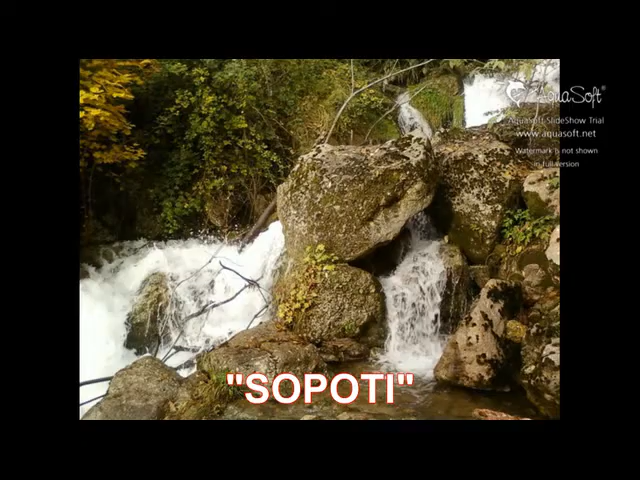 AquaSoft®
AquaSoft SlideShow Trial
www.aquasoft.net
Watermark is not shown
in full version
"SOPOTI"